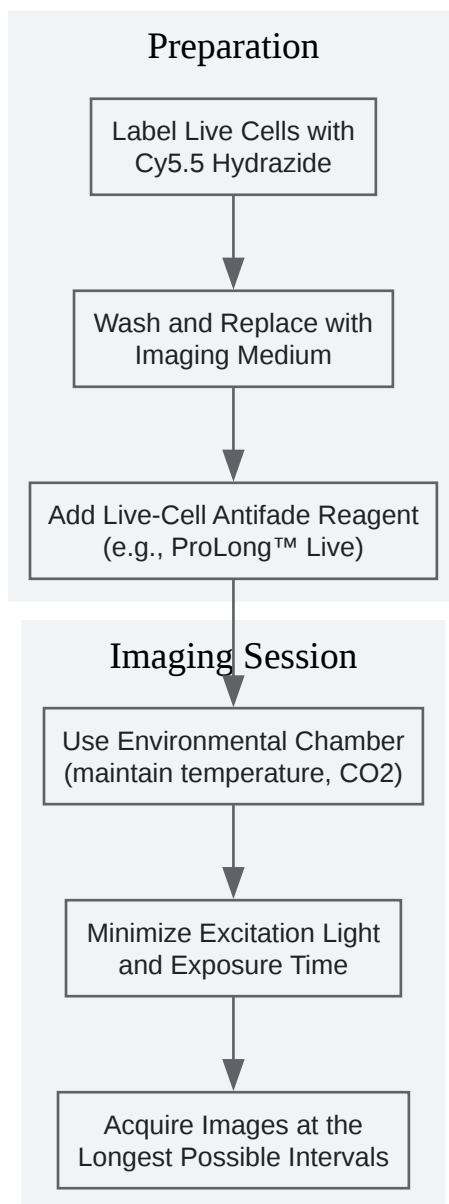 Preparation
Label Live Cells with
Cy5.5 Hydrazide
Wash and Replace with
Imaging Medium
Add Live-Cell Antifade Reagent
(e.g., ProLong™ Live)
Imaging Session
Use Environmental Chamber
(maintain temperature, CO2)
Minimize Excitation Light
and Exposure Time
Acquire Images at the
Longest Possible Intervals